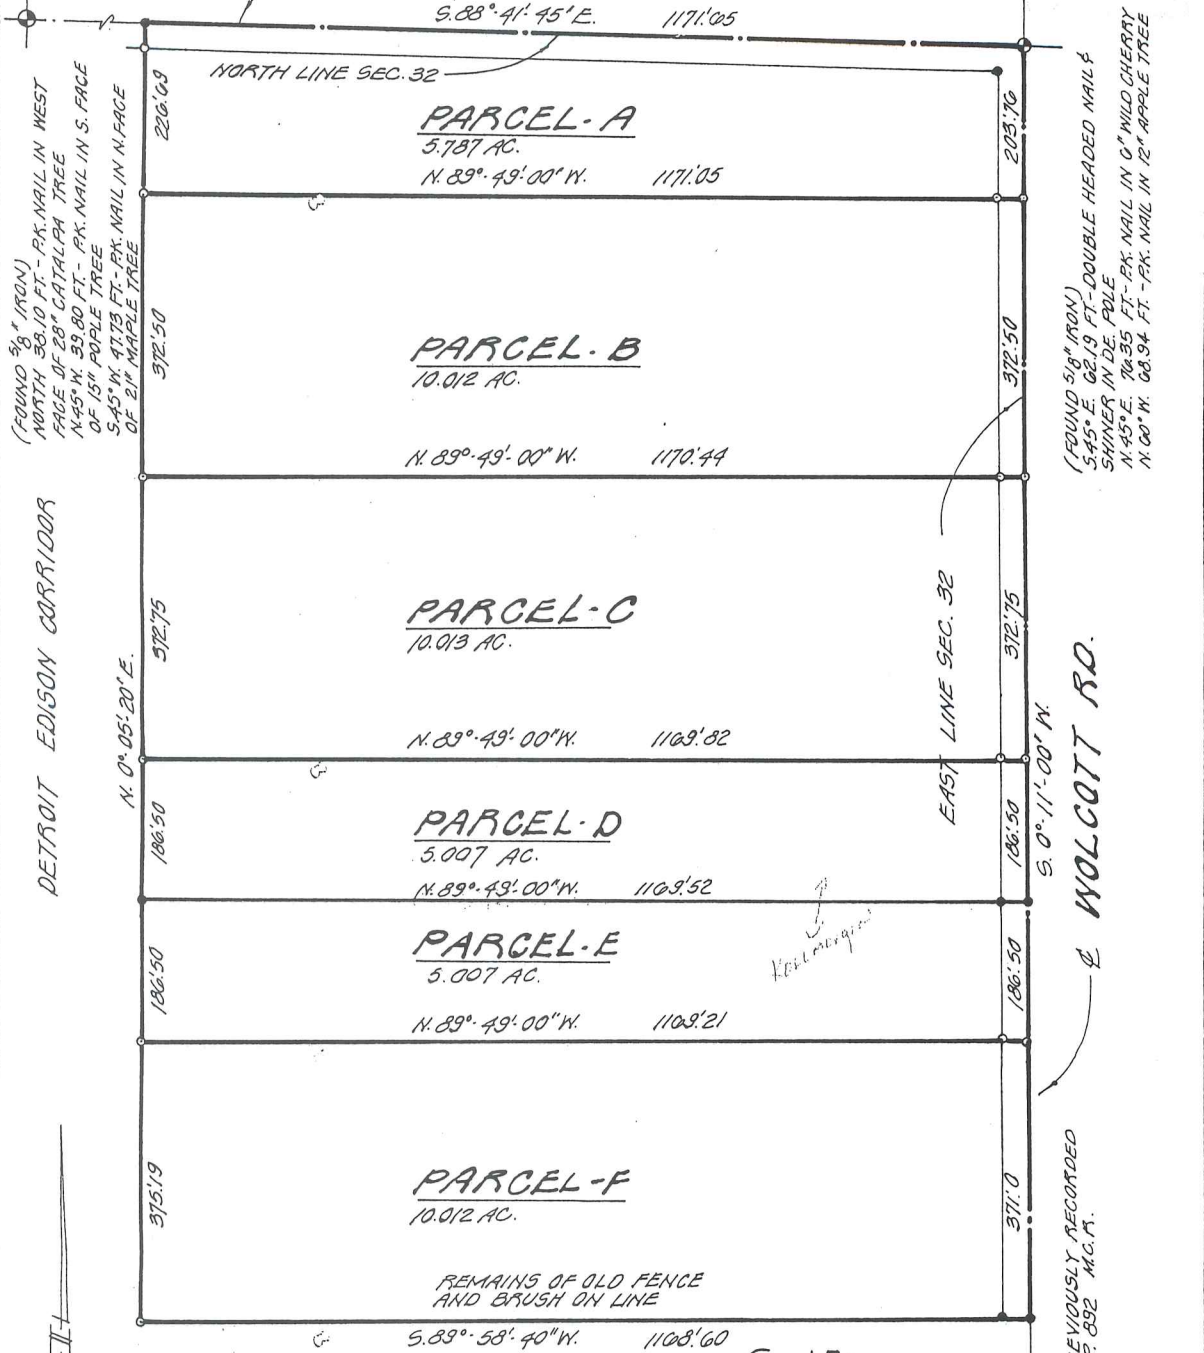 S.88°-41'-45"E. 1171.'05
NORTH LINE SEC. 32
226.'69
PARCEL-A
5.787 AC.
N.89°-49'-00"W. 1171.'05
203.'76
372.'50
PARCEL-B
10.012 AC.
N.89°-49'-00"W. 1170.'44
372.'50
372.'75
PARCEL-C
10.013 AC.
N.89°-49'-00"W. 1169.'82
372.'75
186.'50
PARCEL-D
5.007 AC.
N.89°-49'-00"W. 1169.'52
186.'50
186.'50
PARCEL-E
5.007 AC.
N.89°-49'-00"W. 1169.'21
186.'50
375.'19
PARCEL-F
10.012 AC.
371.'0
REMAINS OF OLD FENCE
AND BRUSH ON LINE
S.89°-58'-40"W. 1168.'60
(FOUND 5/8" IRON)
NORTH 38.10 FT.- P.K. NAIL IN WEST
FACE OF 28" CATALPA TREE
N.45°W. 39.80 FT.- P.K. NAIL IN S. FACE
OF 15" POPLE TREE
S.45°W. 47.73 FT.- P.K. NAIL IN N. FACE
OF 21" MAPLE TREE
DETROIT EDISON CORRIDOR
N.0°-05'-20"E.
EAST LINE SEC. 32
S.0°-11'-00"W.
℄ WOLCOTT RD.
(FOUND 5/8" IRON)
S.45°E. 62.19 FT.-DOUBLE HEADED NAIL &
SHINER IN D.E. POLE
N.45°E. 76.35 FT.- P.K. NAIL IN 6" WILD CHERRY
N.60°W. 68.94 FT.- P.K. NAIL IN 12" APPLE TREE
EVIOUSLY RECORDED
P. 892 M.C.R.